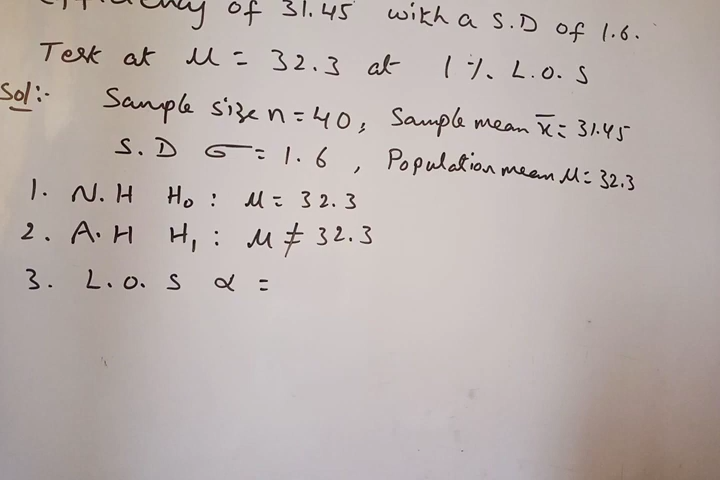 efficiency of 31.45 with a S.D of 1.6.
Test at μ = 32.3 at 1 % L.O.S
Sol:- Sample size n = 40, Sample mean x̄ = 31.45
S.D σ = 1.6, Population mean μ = 32.3
1. N.H H₀ : μ = 32.3
2. A.H H₁ : μ ≠ 32.3
3. L.O.S α =